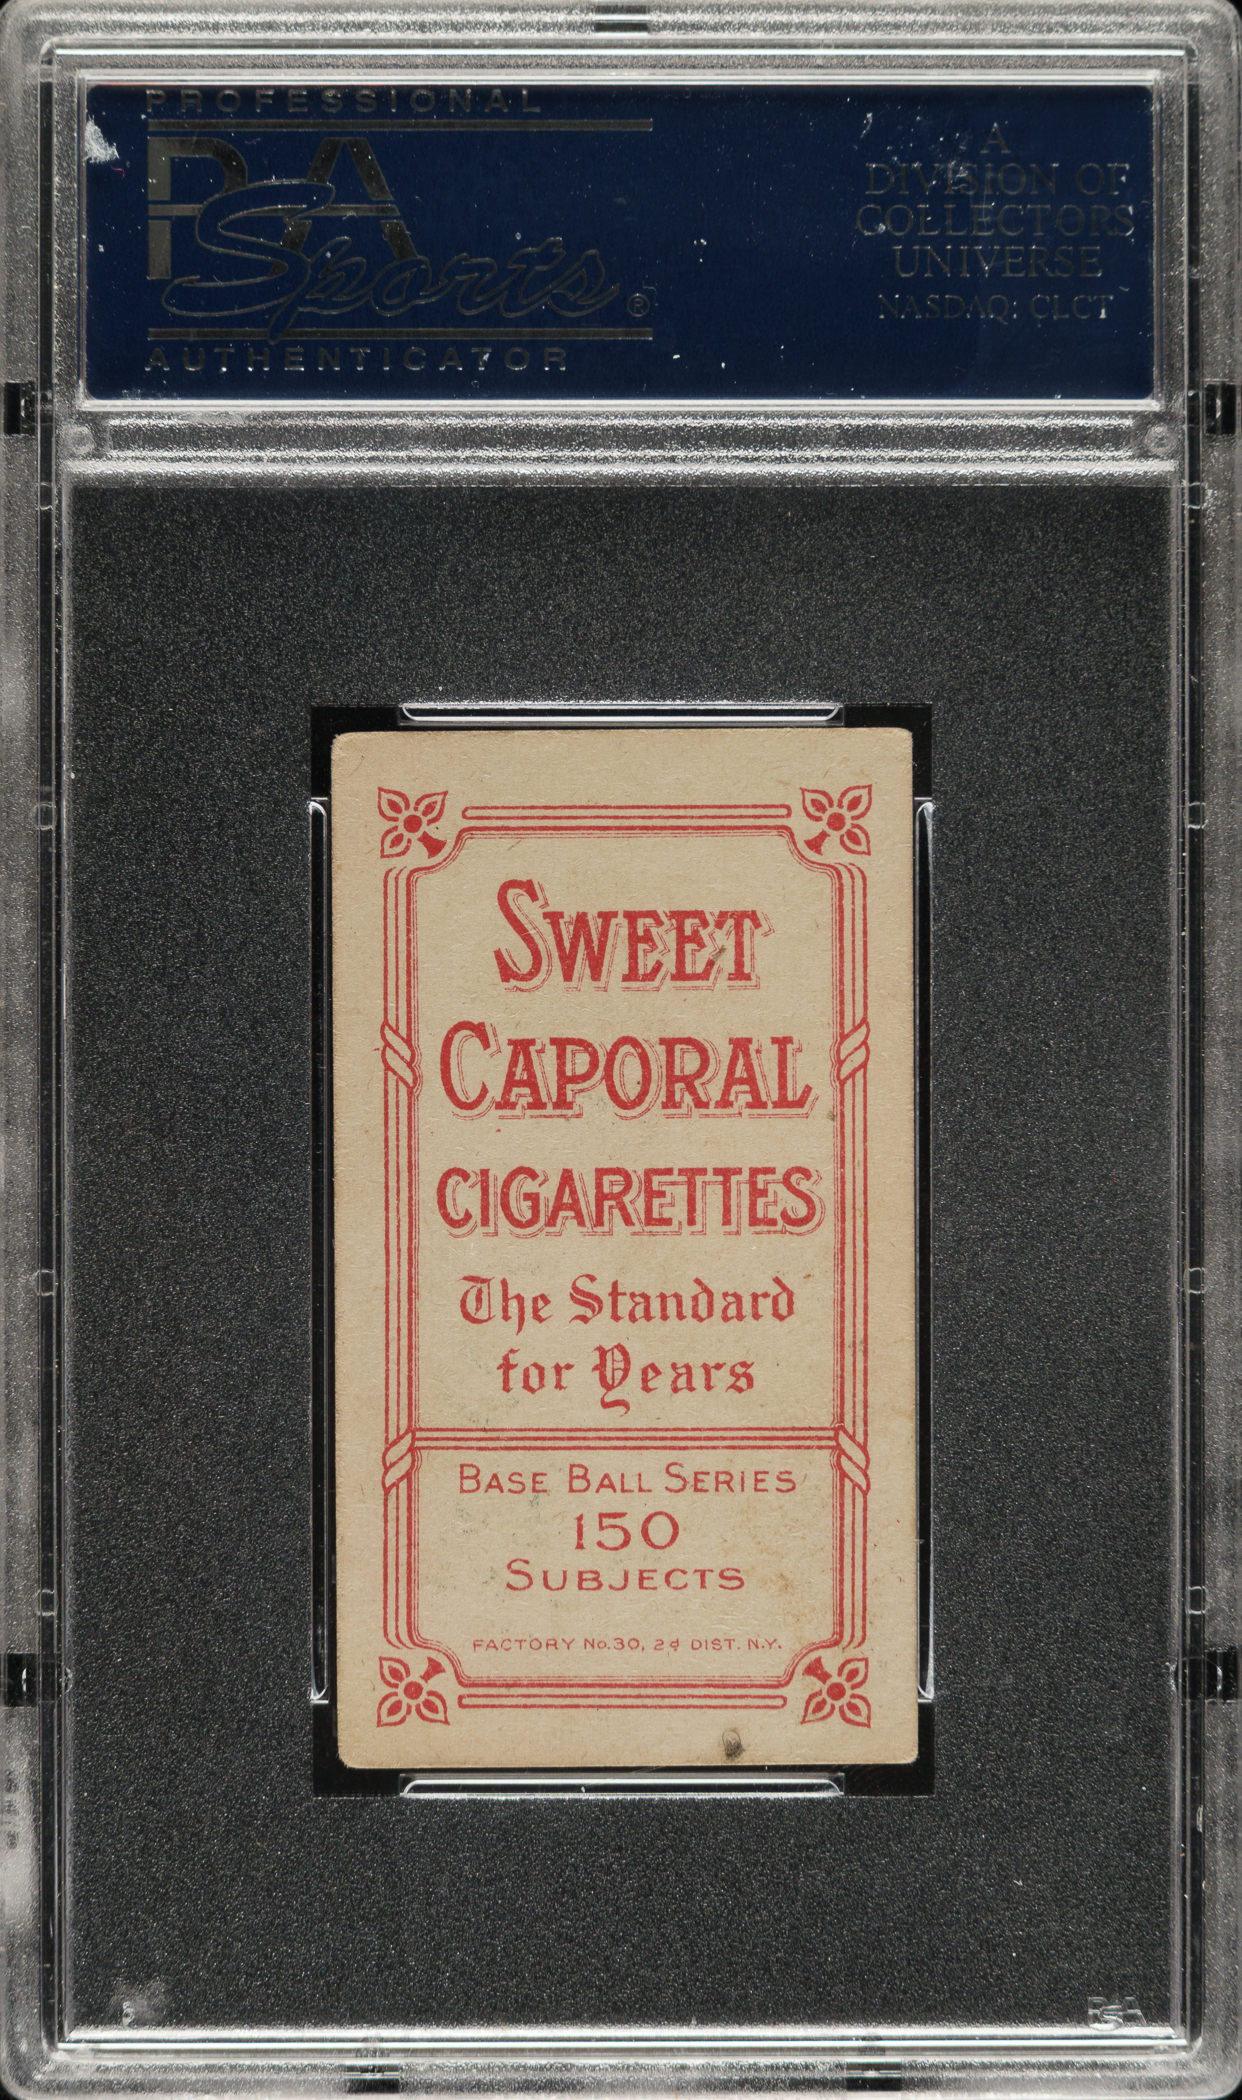 PROFESSIONAL
PSA
Sports®
AUTHENTICATOR
A
DIVISION OF
COLLECTORS
UNIVERSE
NASDAQ: CLCT
SWEET
CAPORAL
CIGARETTES
The Standard
for Years
BASE BALL SERIES
150
SUBJECTS
FACTORY No.30, 2d DIST. N.Y.
PSA